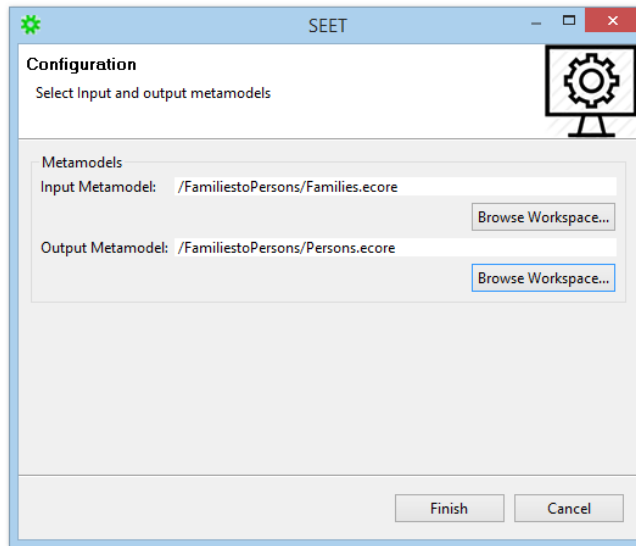 SEET
Configuration
Select Input and output metamodels
Metamodels
Input Metamodel: /FamiliestoPersons/Families.ecore
Browse Workspace...
Output Metamodel: /FamiliestoPersons/Persons.ecore
Browse Workspace...
Finish Cancel